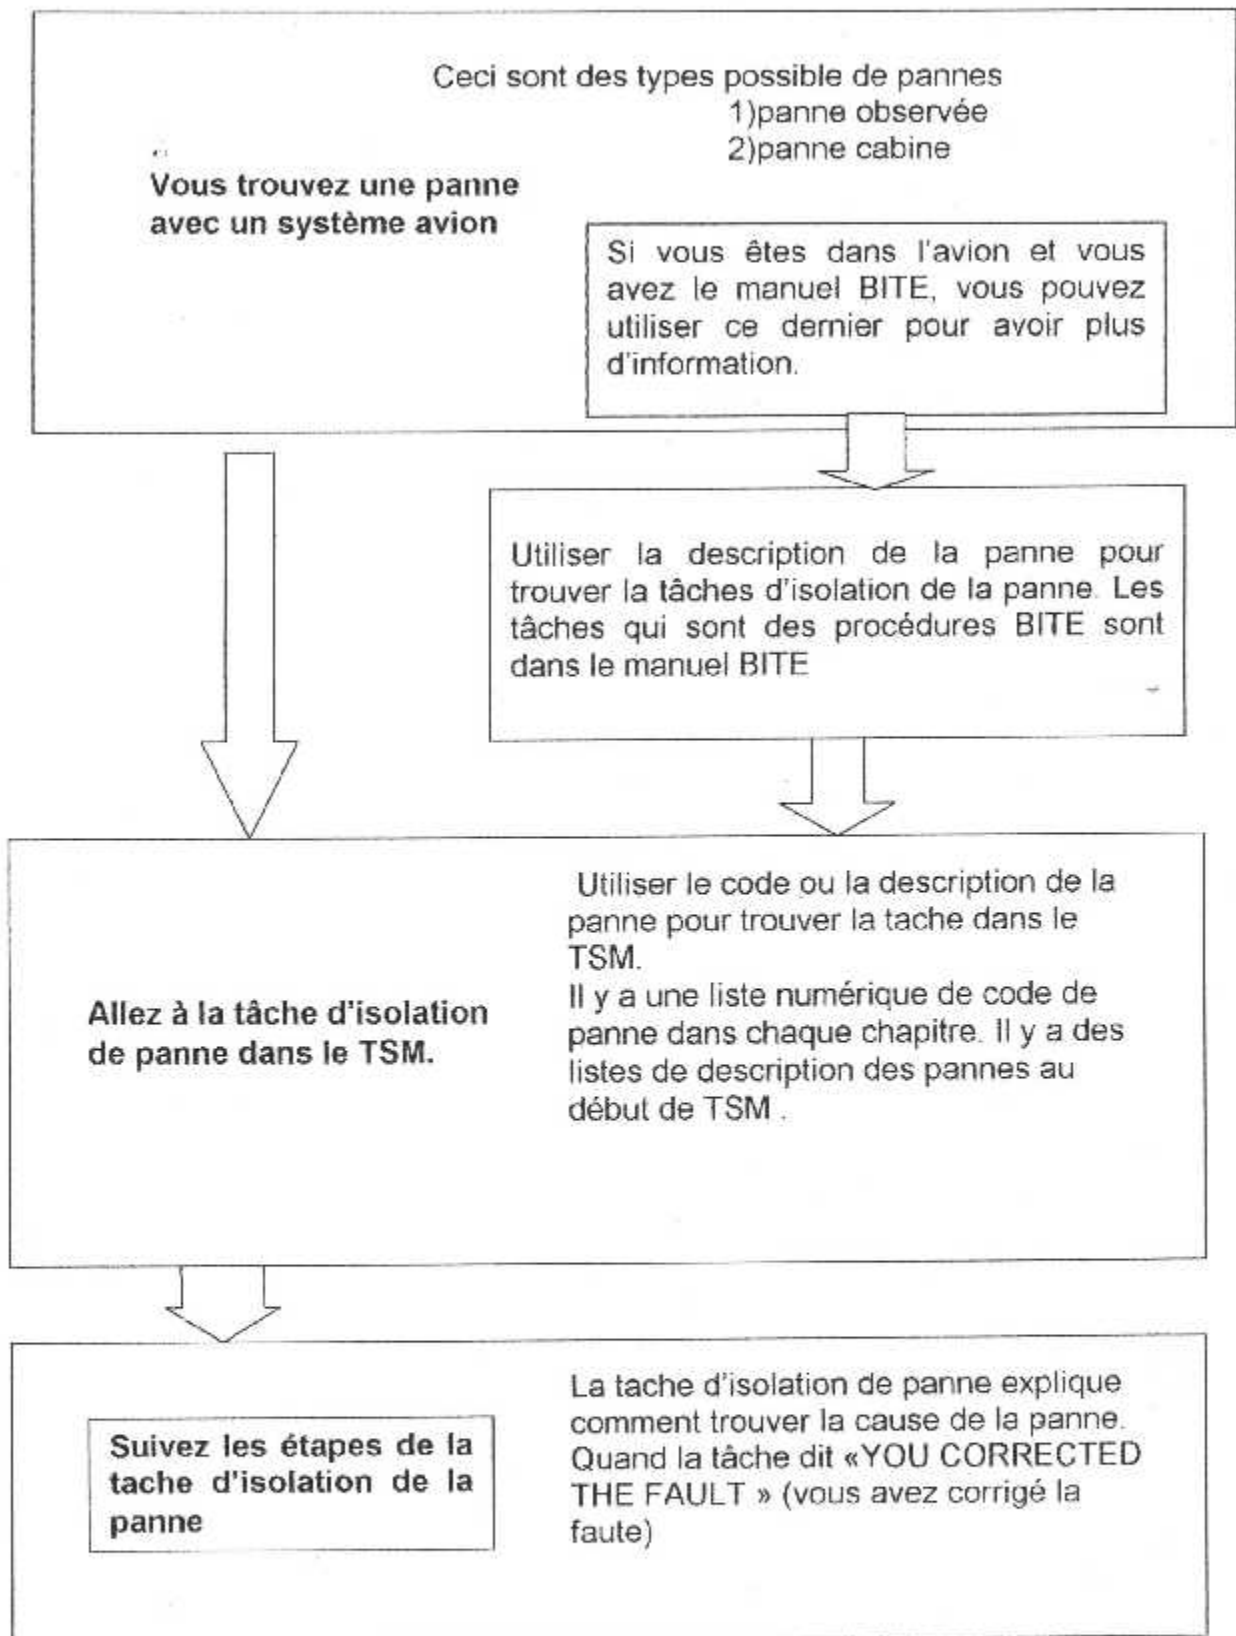 Ceci sont des types possible de pannes
1)panne observée
2)panne cabine
Vous trouvez une panne
avec un système avion
Si vous êtes dans l'avion et vous
avez le manuel BITE, vous pouvez
utiliser ce dernier pour avoir plus
d'information.
Utiliser la description de la panne pour
trouver la tâches d'isolation de la panne. Les
tâches qui sont des procédures BITE sont
dans le manuel BITE
Allez à la tâche d'isolation
de panne dans le TSM.
Utiliser le code ou la description de la
panne pour trouver la tache dans le
TSM.
Il y a une liste numérique de code de
panne dans chaque chapitre. Il y a des
listes de description des pannes au
début de TSM .
Suivez les étapes de la
tache d'isolation de la
panne
La tache d'isolation de panne explique
comment trouver la cause de la panne.
Quand la tâche dit «YOU CORRECTED
THE FAULT » (vous avez corrigé la
faute)